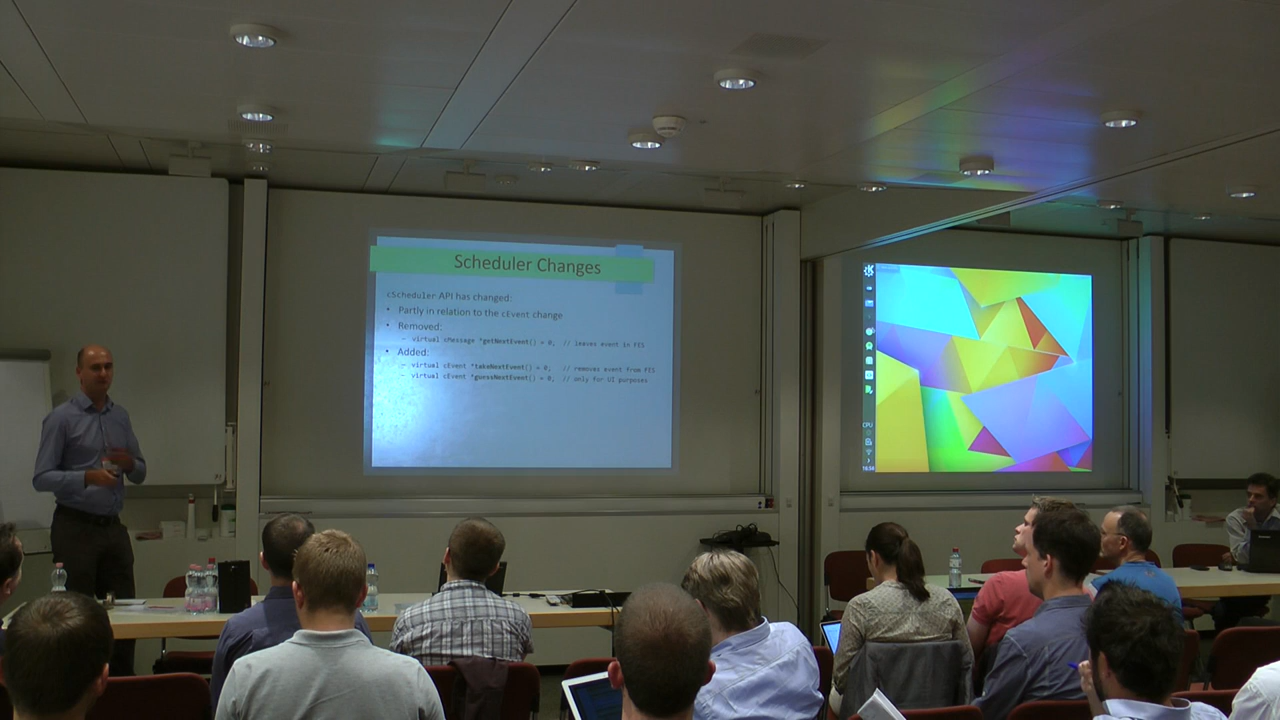 Scheduler Changes
cScheduler API has changed:
• Partly in relation to the cEvent change
• Removed:
– virtual cMessage *getNextEvent() = 0, // leaves event in FES
• Added:
– virtual cEvent *takeNextEvent() = 0, // removes event from FES
– virtual cEvent *guessNextEvent() = 0, // only for UI purposes
CPU